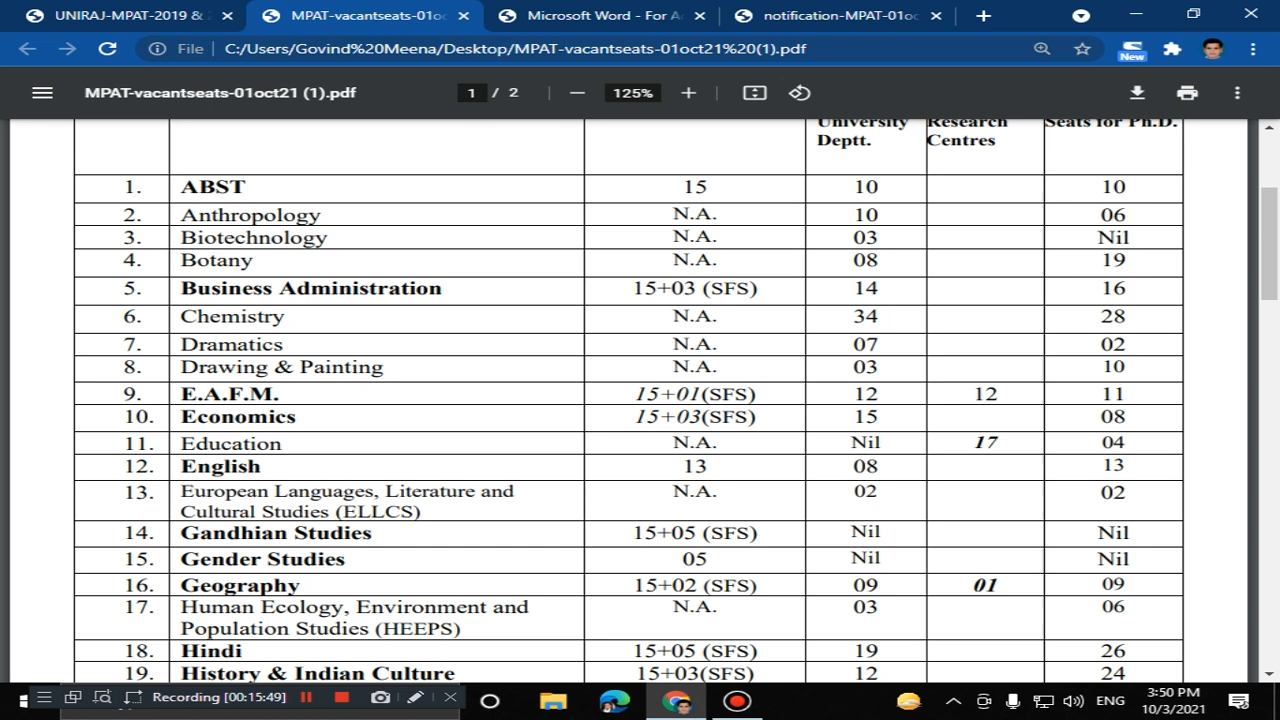 UNIRAJ-MPAT-2019 &
MPAT-vacantseats-01oc
Microsoft Word - For A
notification-MPAT-01oc
File C:/Users/Govind%20Meena/Desktop/MPAT-vacantseats-01oct21%20(1).pdf
New
MPAT-vacantseats-01oct21 (1).pdf 1 / 2 125%
University Research Seats for Ph.D.
Deptt. Centres
1. ABST 15 10 10
2. Anthropology N.A. 10 06
3. Biotechnology N.A. 03 Nil
4. Botany N.A. 08 19
5. Business Administration 15+03 (SFS) 14 16
6. Chemistry N.A. 34 28
7. Dramatics N.A. 07 02
8. Drawing & Painting N.A. 03 10
9. E.A.F.M. 15+01(SFS) 12 12 11
10. Economics 15+03(SFS) 15 08
11. Education N.A. Nil 17 04
12. English 13 08 13
13. European Languages, Literature and N.A. 02 02
Cultural Studies (ELLCS)
14. Gandhian Studies 15+05 (SFS) Nil Nil
15. Gender Studies 05 Nil Nil
16. Geography 15+02 (SFS) 09 01 09
17. Human Ecology, Environment and N.A. 03 06
Population Studies (HEEPS)
18. Hindi 15+05 (SFS) 19 26
19. History & Indian Culture 15+03(SFS) 12 24
Recording [00:15:49]
ENG
3:50 PM
10/3/2021